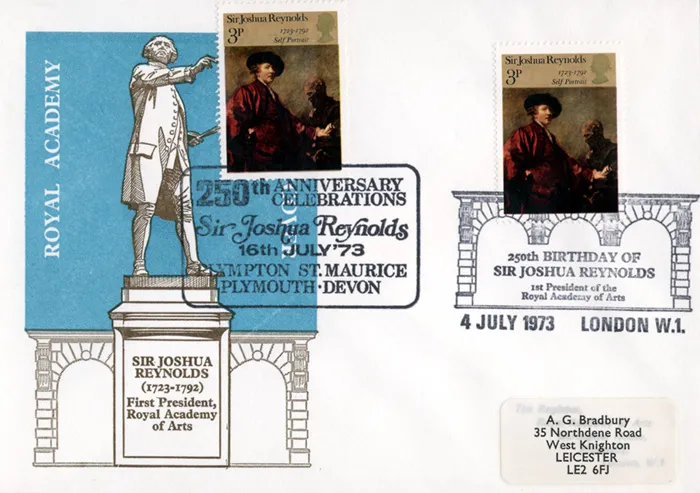 ROYAL ACADEMY
Sir Joshua Reynolds
3P
1723-1792
Self Portrait
Sir Joshua Reynolds
3P
1723-1792
Self Portrait
250th ANNIVERSARY
CELEBRATIONS
Sir Joshua Reynolds
16th JULY '73
ST. MAURICE
PLYMOUTH · DEVON
250th BIRTHDAY OF
SIR JOSHUA REYNOLDS
1st President of the
Royal Academy of Arts
4 JULY 1973 LONDON W.1.
SIR JOSHUA
REYNOLDS
(1723-1792)
First President,
Royal Academy
of Arts
A. G. Bradbury
35 Northdene Road
West Knighton
LEICESTER
LE2 6FJ